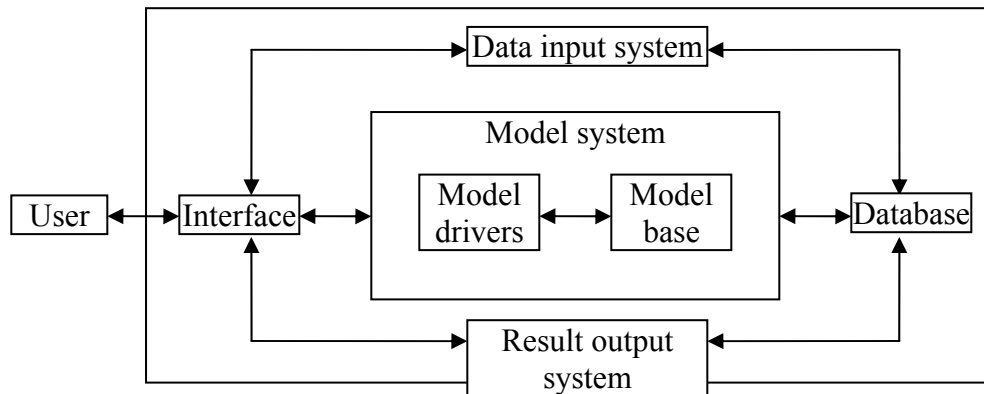 Data input system
Model system
User
Interface
Model
drivers
Model
base
Database
Result output
system